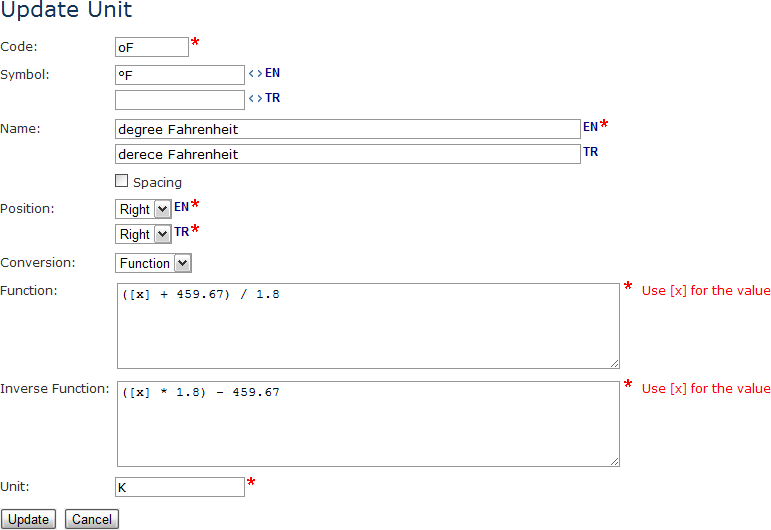 Update Unit
Code: oF *
Symbol: ºF <> EN
<> TR
Name: degree Fahrenheit EN *
derece Fahrenheit TR
Spacing
Position: Right EN *
Right TR *
Conversion: Function
Function: ([x] + 459.67) / 1.8 * Use [x] for the value
Inverse Function: ([x] * 1.8) - 459.67 * Use [x] for the value
Unit: K *
Update Cancel